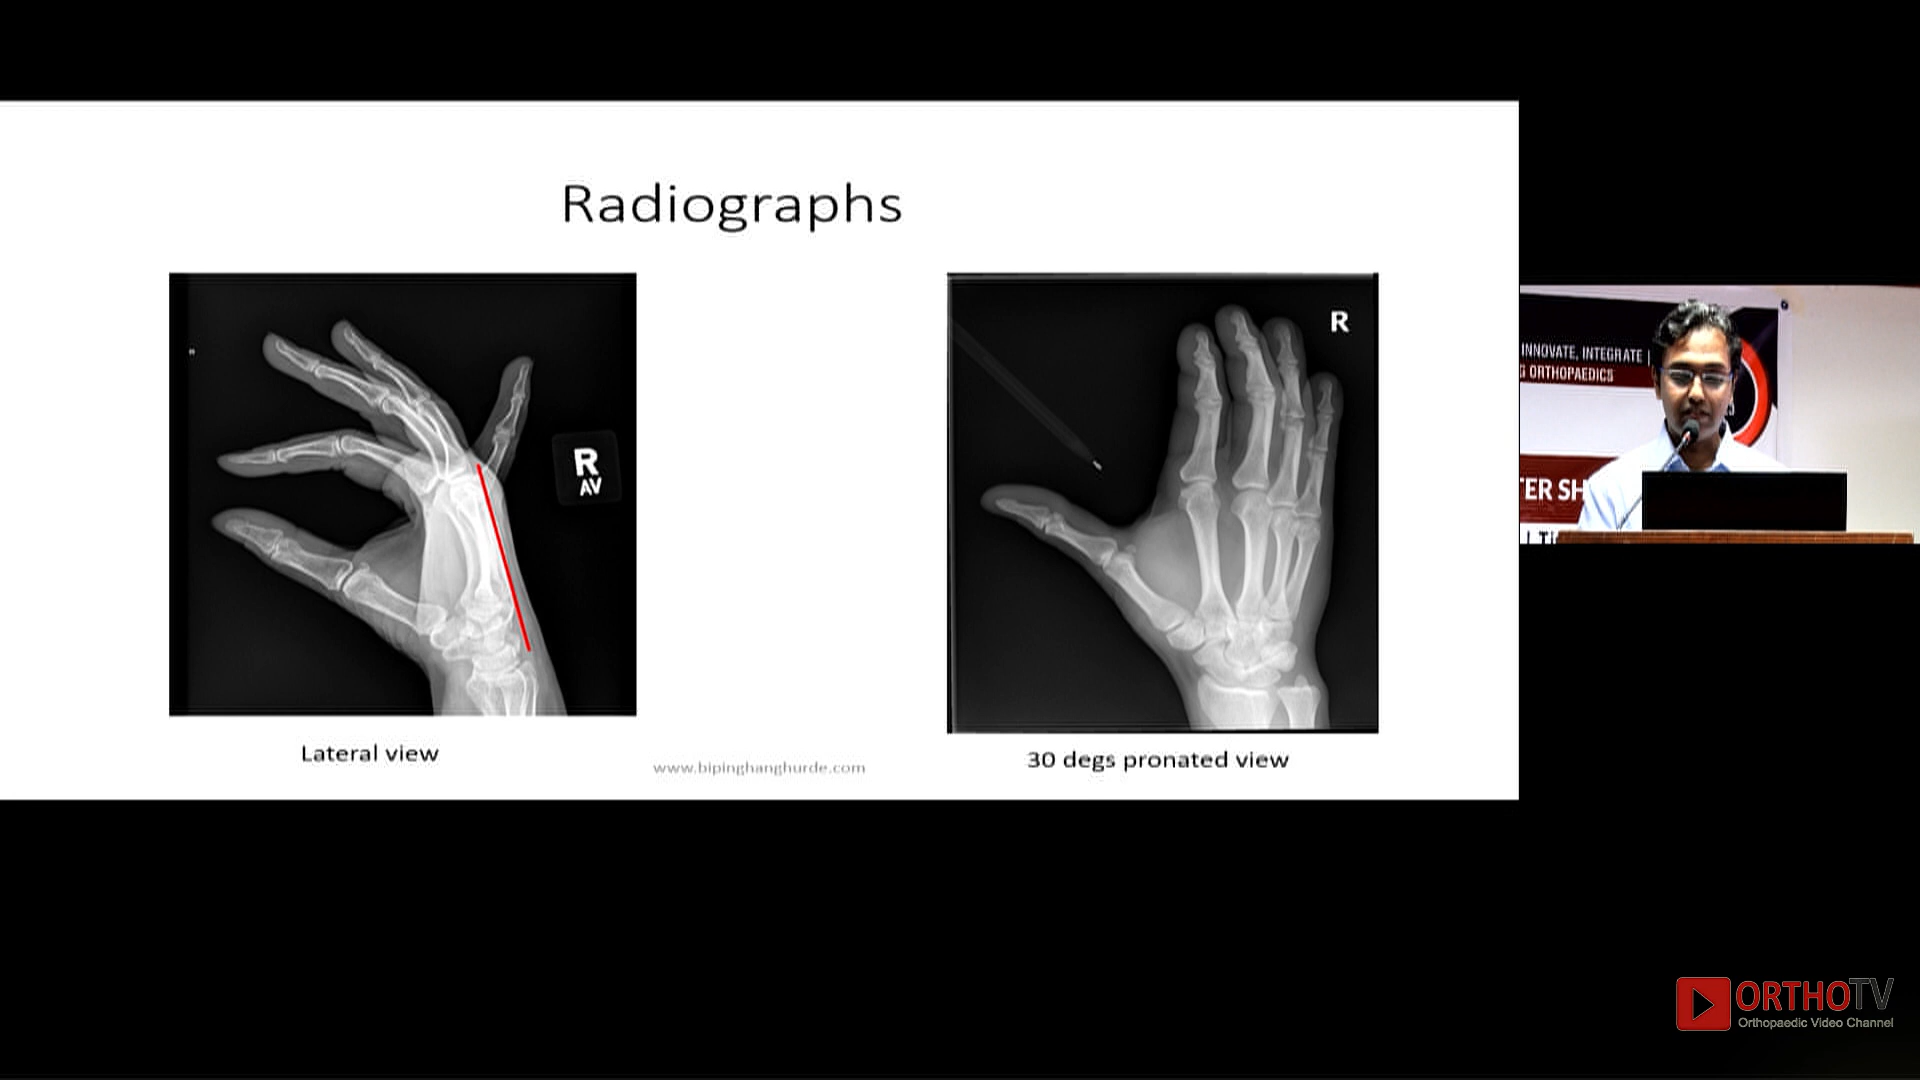 Radiographs
R
AV
R
Lateral view
30 degs pronated view
www.bipinghanghurde.com
INNOVATE, INTEGRATE |
ORTHOPAEDICS
TER SH
ORTHOTV
Orthopaedic Video Channel